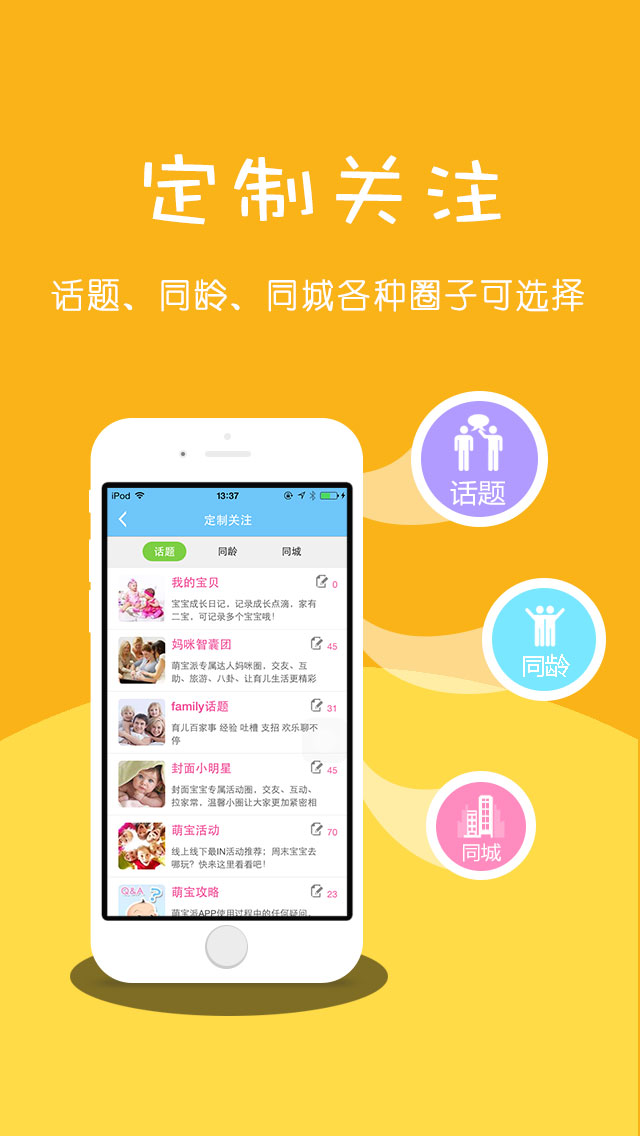 定制关注
话题、同龄、同城各种圈子可选择
话题
同龄
同城
iPod
13:37
定制关注
话题
同龄
同城
我的宝贝
0
宝宝成长日记，记录成长点滴，家有
二宝，可记录多个宝宝哦！
妈咪智囊团
45
萌宝派专属达人妈咪圈，交友、互
助、旅游、八卦、让育儿生活更精彩
family话题
31
育儿百家事 经验 吐槽 支招 欢乐聊不
停
封面小明星
45
封面宝宝专属活动圈，交友、互动、
拉家常，温馨小圈让大家更加紧密相
萌宝活动
70
线上线下最IN活动推荐；周末宝宝去
哪玩？快来这里看看吧！
Q&A
萌宝攻略
23
萌宝派APP使用过程中的任何疑问，